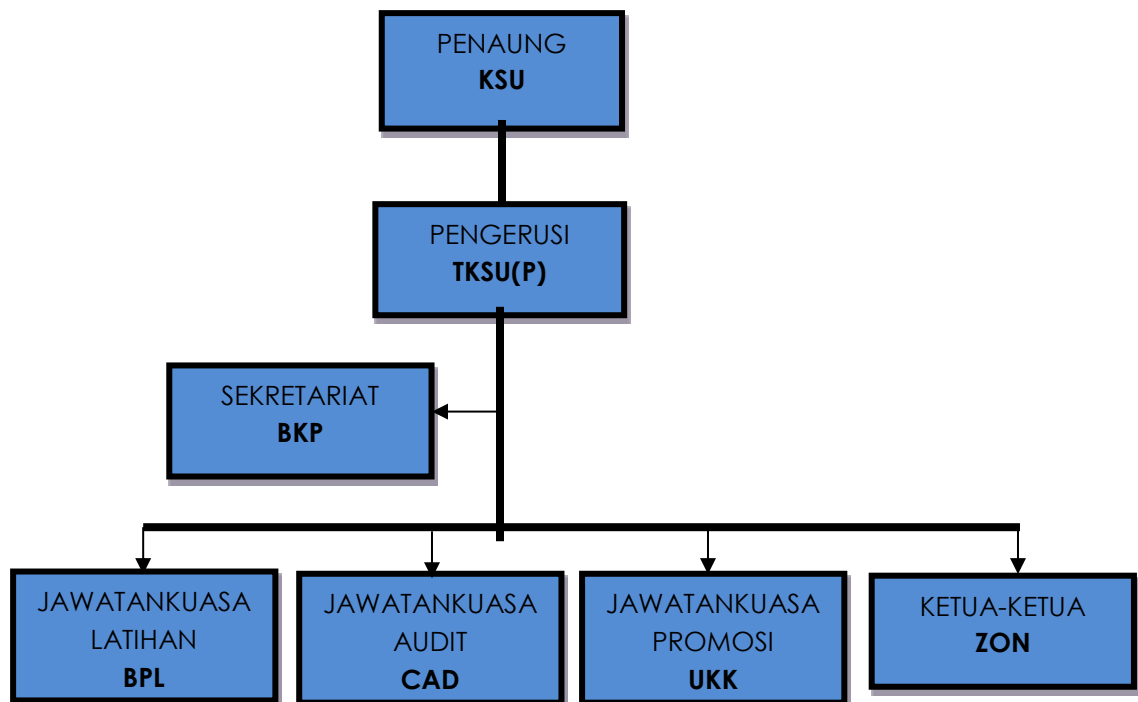 PENAUNG
KSU
PENGERUSI
TKSU(P)
SEKRETARIAT
BKP
JAWATANKUASA
LATIHAN
BPL
JAWATANKUASA
AUDIT
CAD
JAWATANKUASA
PROMOSI
UKK
KETUA-KETUA
ZON